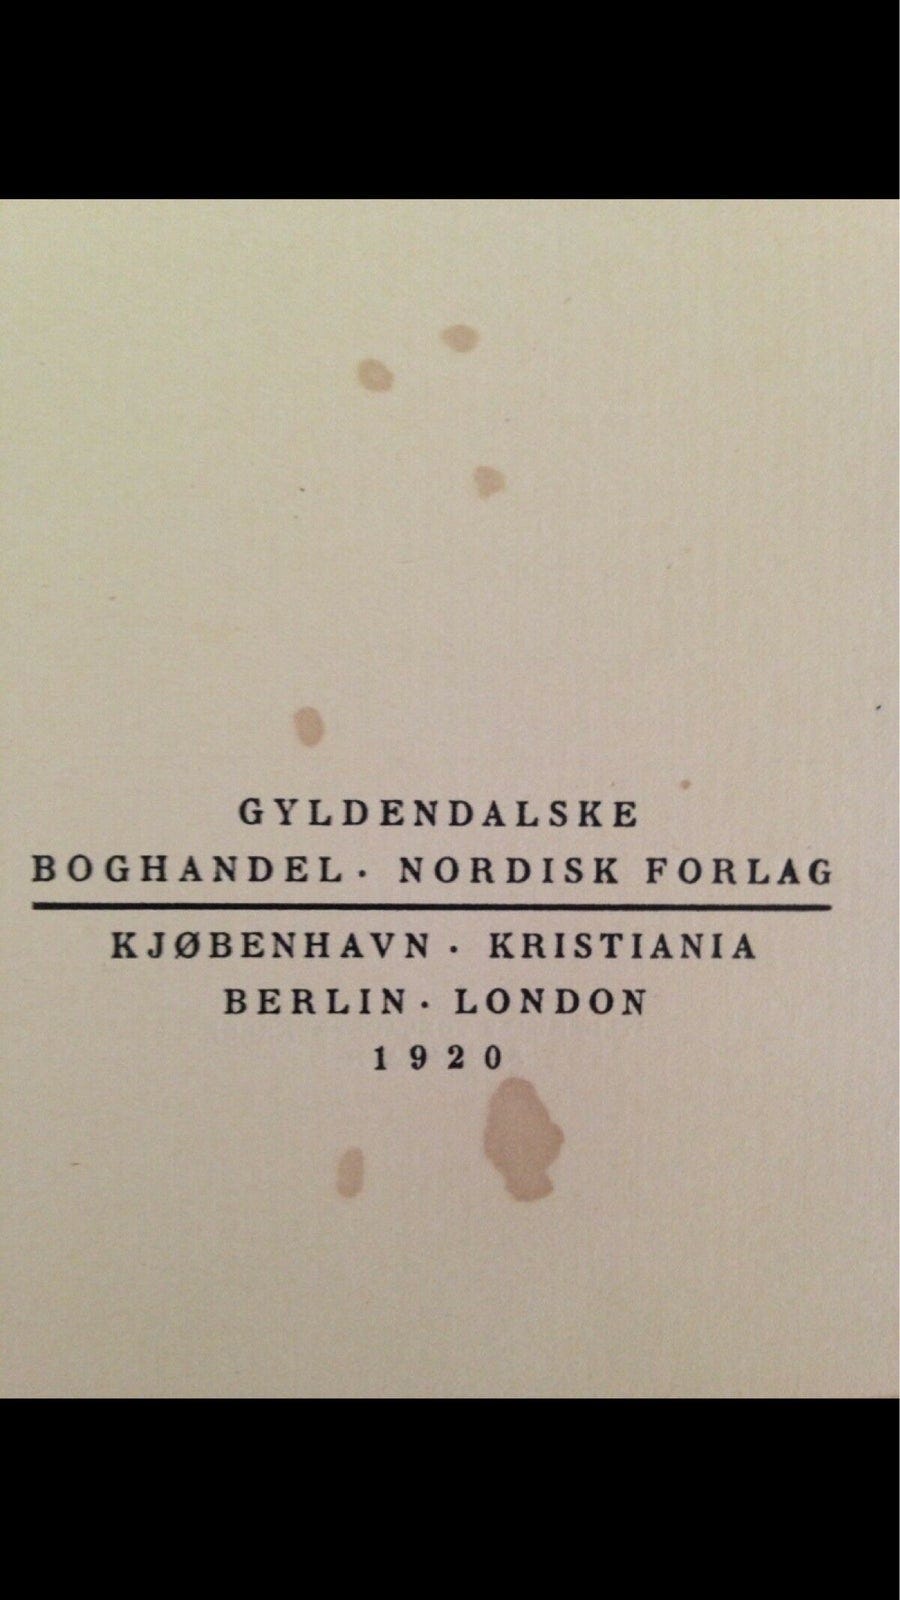 GYLDENDALSKE
BOGHANDEL · NORDISK FORLAG
KJØBENHAVN · KRISTIANIA
BERLIN · LONDON
1920